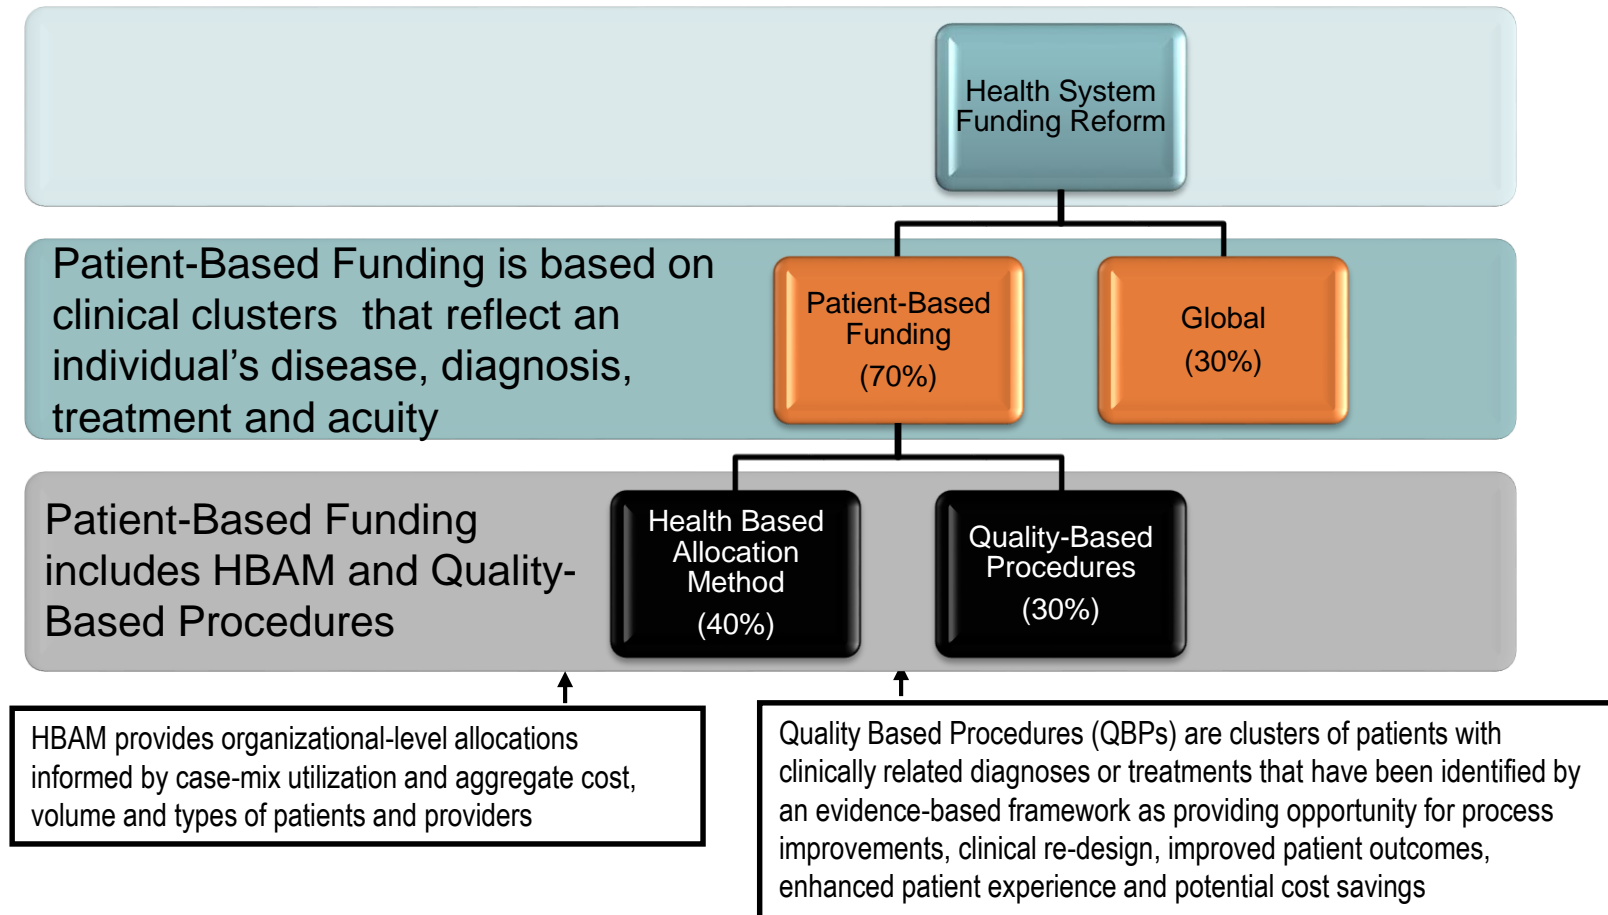 Health System
Funding Reform
Patient-Based Funding is based on
clinical clusters that reflect an
individual’s disease, diagnosis,
treatment and acuity
Patient-Based
Funding
(70%)
Global
(30%)
Patient-Based Funding
includes HBAM and Quality-
Based Procedures
Health Based
Allocation
Method
(40%)
Quality-Based
Procedures
(30%)
HBAM provides organizational-level allocations
informed by case-mix utilization and aggregate cost,
volume and types of patients and providers
Quality Based Procedures (QBPs) are clusters of patients with
clinically related diagnoses or treatments that have been identified by
an evidence-based framework as providing opportunity for process
improvements, clinical re-design, improved patient outcomes,
enhanced patient experience and potential cost savings